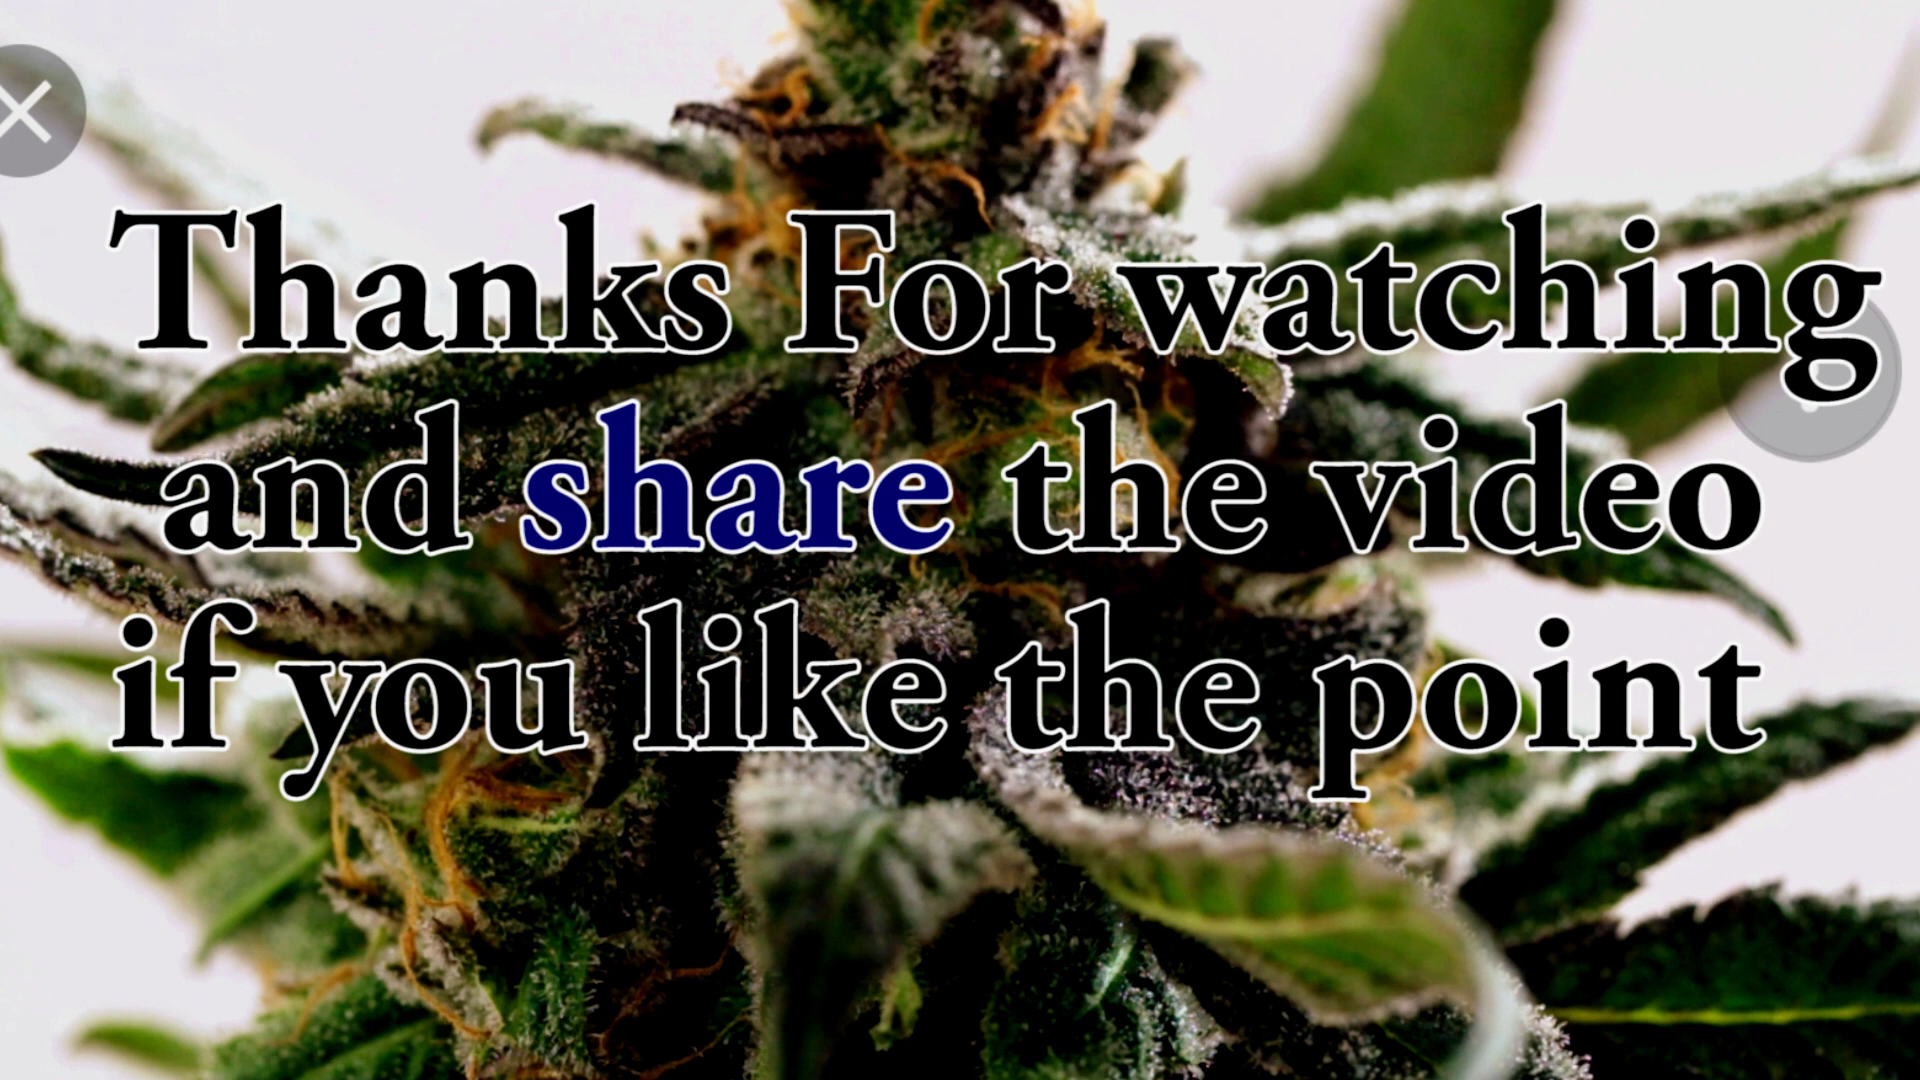 Thanks For watching
and share the video
if you like the point